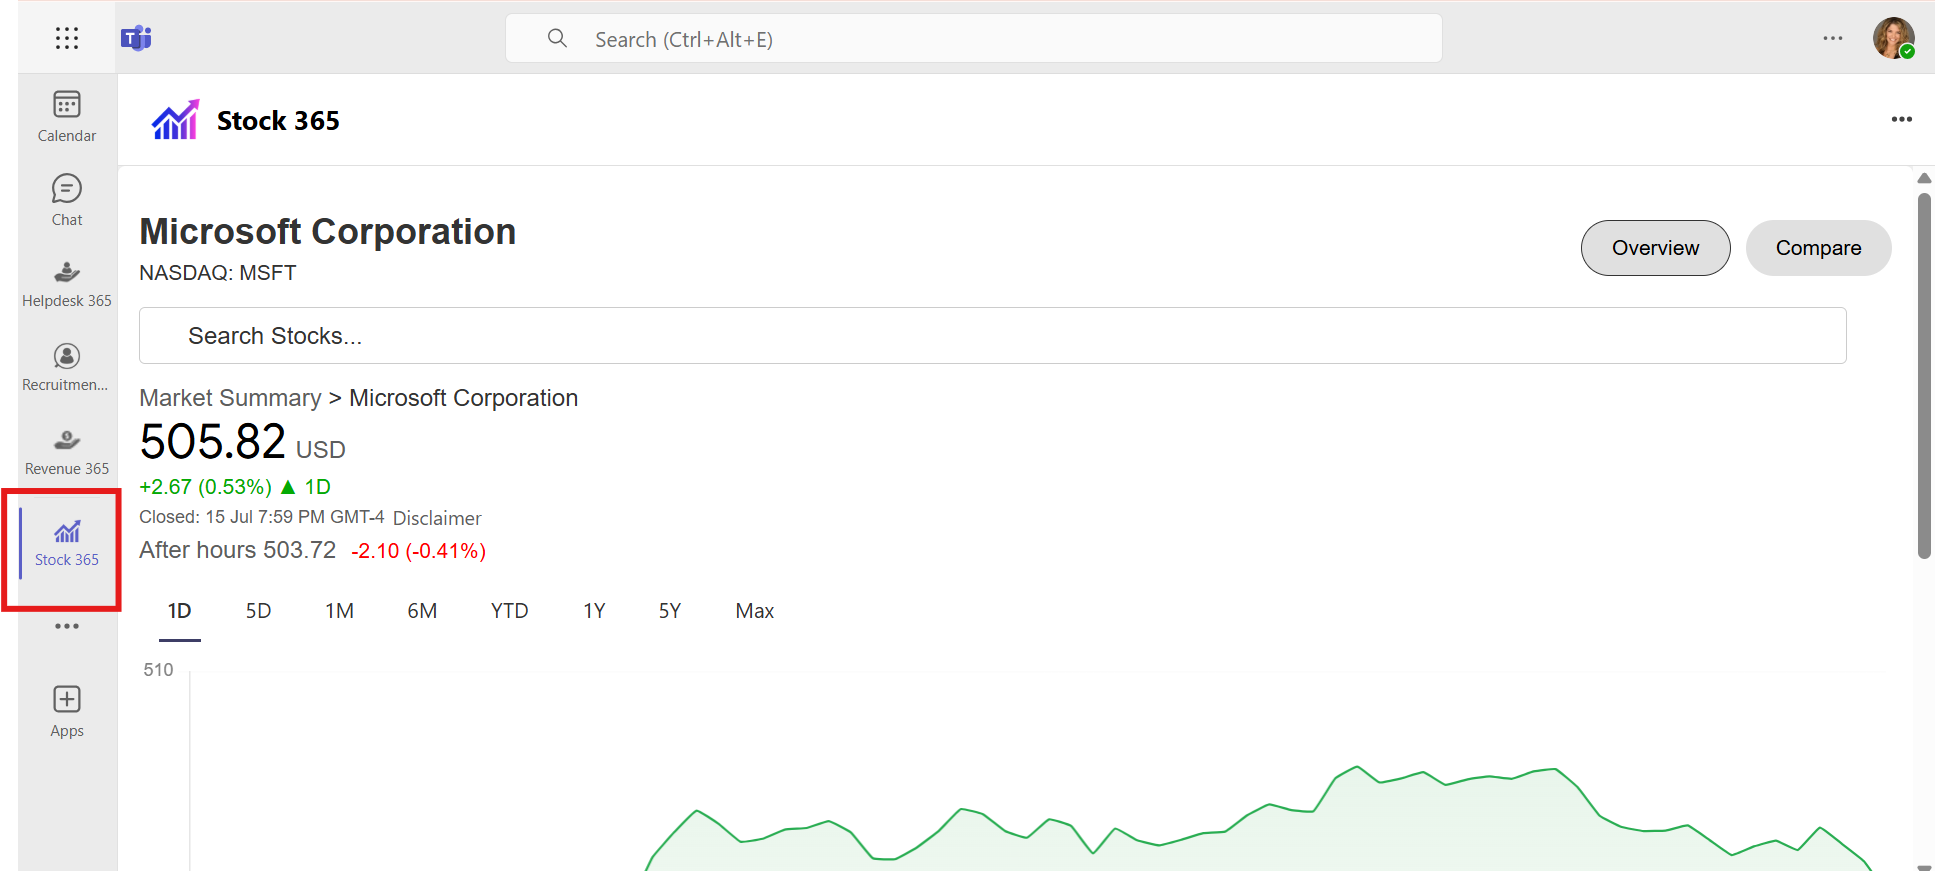 Search (Ctrl+Alt+E)
Calendar
Chat
Helpdesk 365
Recruitmen...
Revenue 365
Stock 365
Apps
Stock 365
Microsoft Corporation
NASDAQ: MSFT
Overview
Compare
Search Stocks...
Market Summary > Microsoft Corporation
505.82 USD
+2.67 (0.53%) ▲ 1D
Closed: 15 Jul 7:59 PM GMT-4 Disclaimer
After hours 503.72 -2.10 (-0.41%)
1D 5D 1M 6M YTD 1Y 5Y Max
510